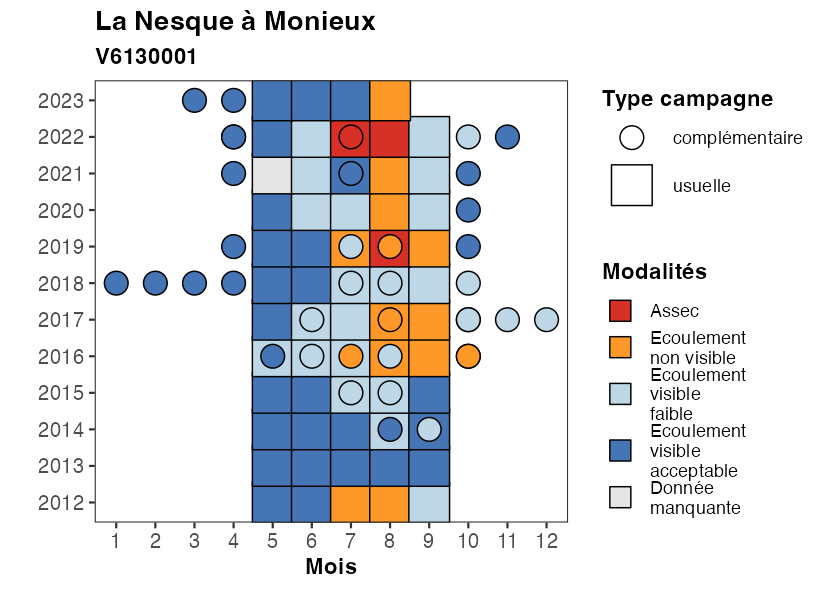 La Nesque à Monieux
V6130001
2023
2022
2021
2020
2019
2018
2017
2016
2015
2014
2013
2012
1 2 3 4 5 6 7 8 9 10 11 12
Mois
Type campagne
complémentaire
usuelle
Modalités
Assec
Ecoulement
non visible
Ecoulement
visible
faible
Ecoulement
visible
acceptable
Donnée
manquante